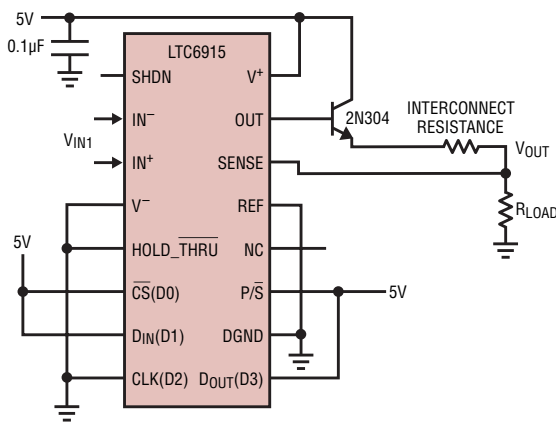 5V
0.1µF
LTC6915
SHDN
V+
IN–
OUT
2N304
INTERCONNECT
RESISTANCE
VOUT
VIN1
IN+
SENSE
V–
REF
RLOAD
5V
HOLD_THRU
NC
CS(D0)
P/S
5V
DIN(D1)
DGND
CLK(D2)
DOUT(D3)